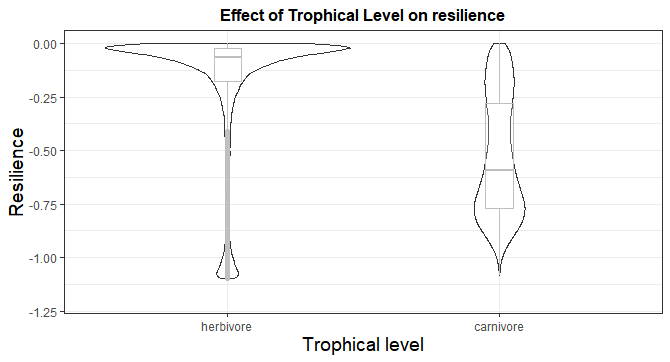 Effect of Trophical Level on resilience
Resilience
0.00
-0.25
-0.50
-0.75
-1.00
-1.25
herbivore
carnivore
Trophical level